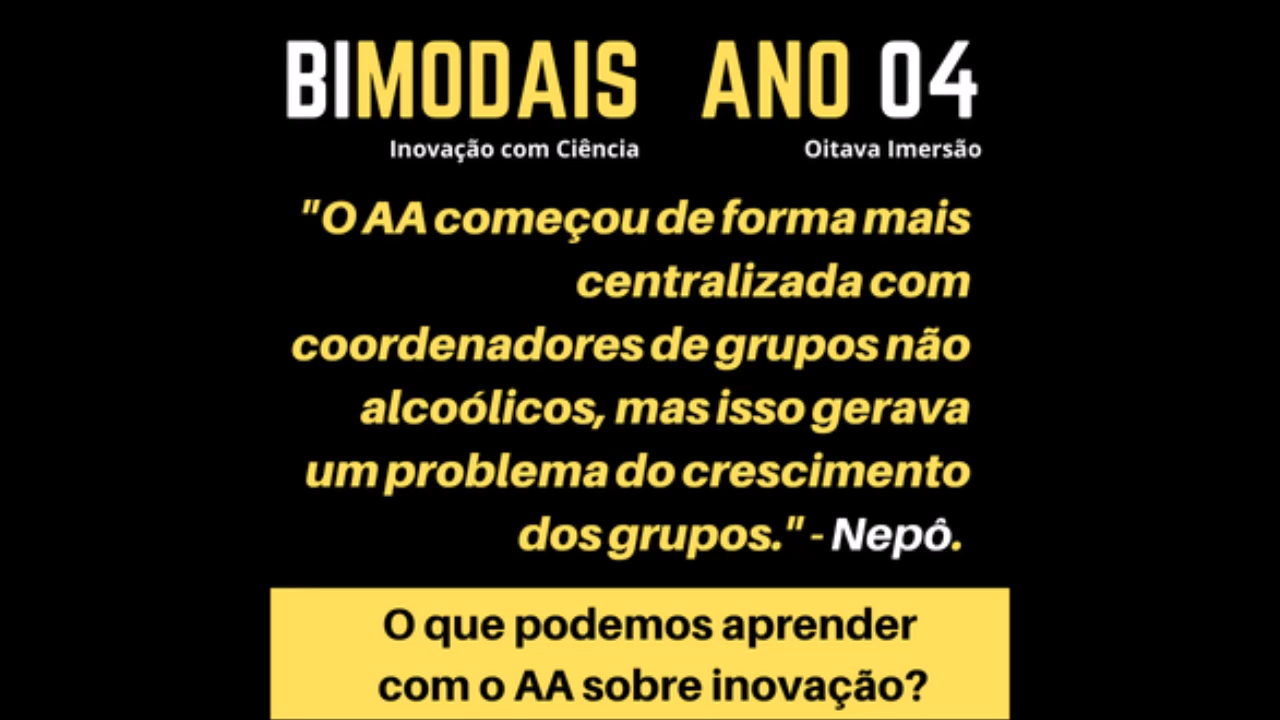 BIMODAIS ANO 04
Inovação com Ciência Oitava Imersão
"O AA começou de forma mais
centralizada com
coordenadores de grupos não
alcoólicos, mas isso gerava
um problema do crescimento
dos grupos." - Nepô.
O que podemos aprender
com o AA sobre inovação?